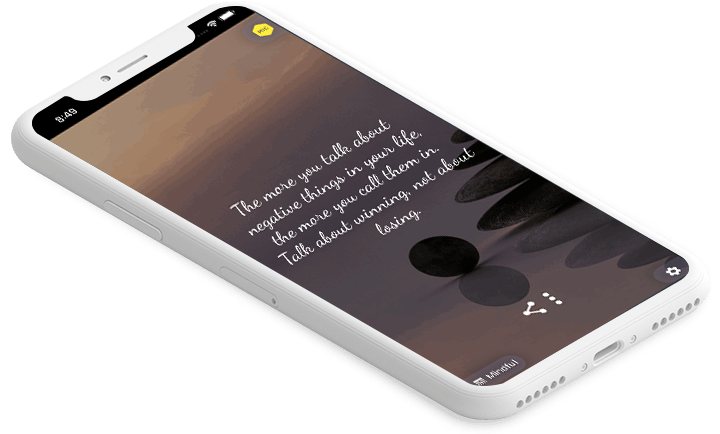 8:49
The more you talk about
negative things in your life,
the more you call them in.
Talk about winning, not about
losing.
Mindful